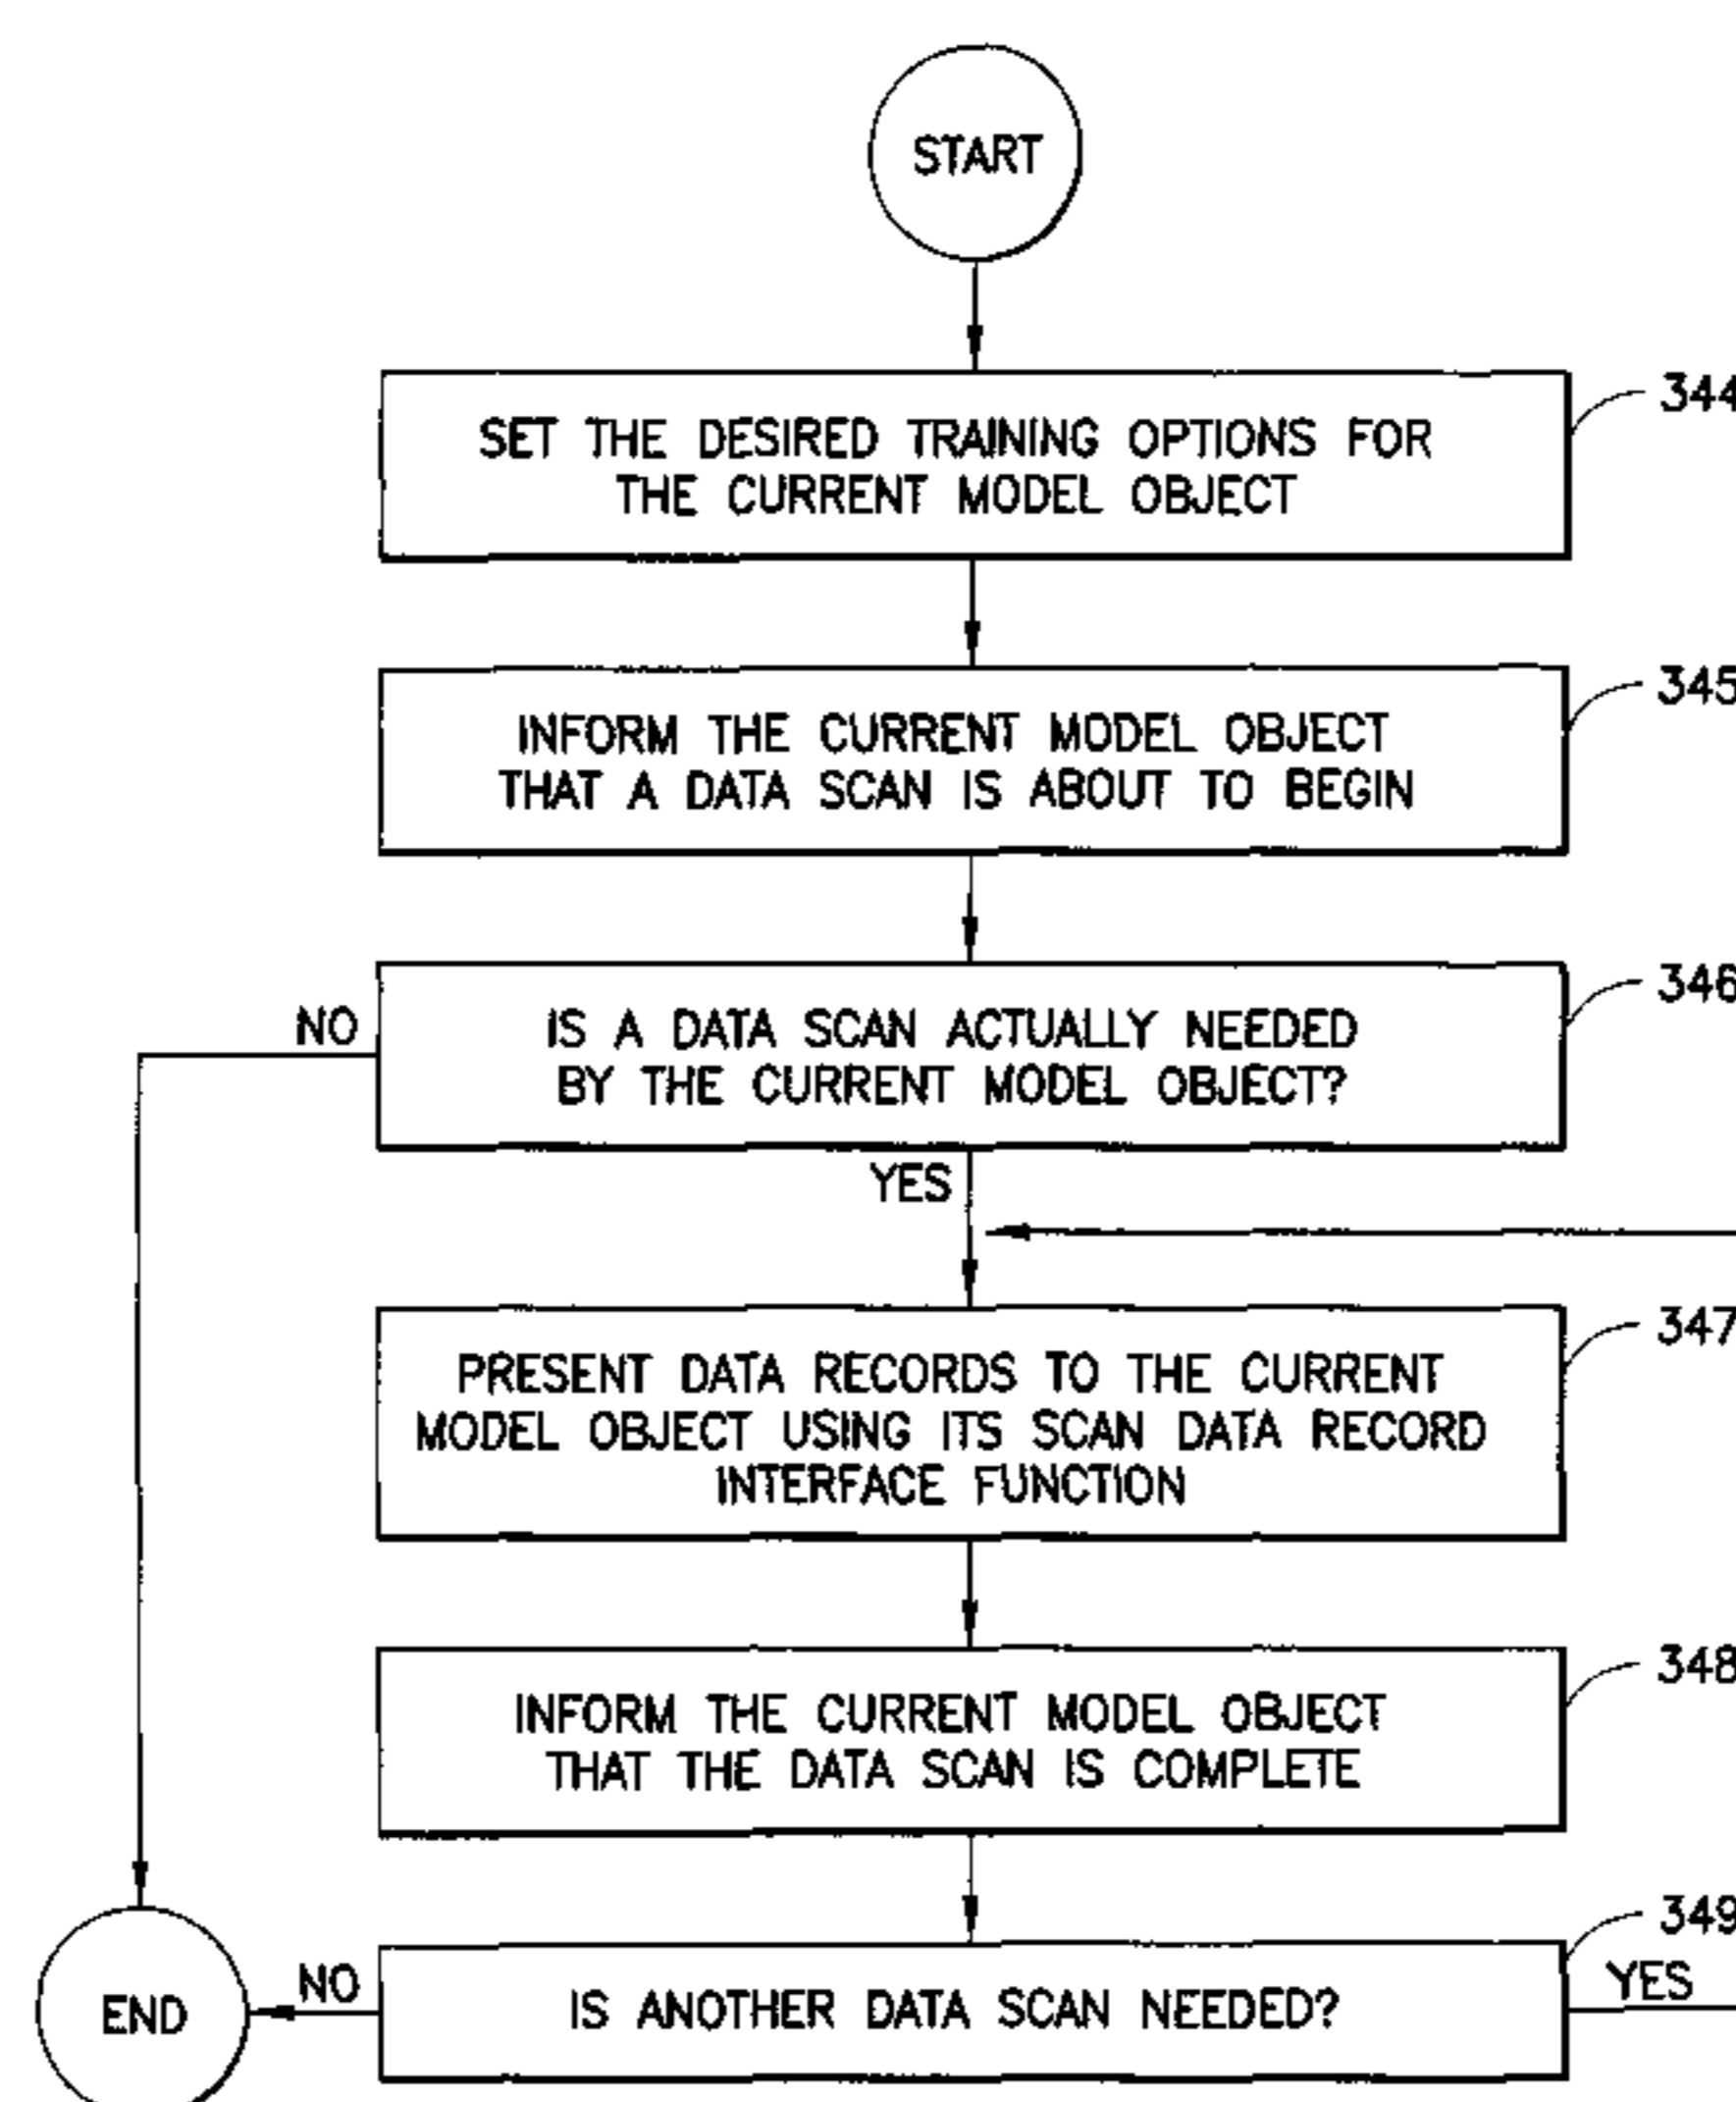 START
344
SET THE DESIRED TRAINING OPTIONS FOR
THE CURRENT MODEL OBJECT
345
INFORM THE CURRENT MODEL OBJECT
THAT A DATA SCAN IS ABOUT TO BEGIN
346
NO
IS A DATA SCAN ACTUALLY NEEDED
BY THE CURRENT MODEL OBJECT?
YES
347
PRESENT DATA RECORDS TO THE CURRENT
MODEL OBJECT USING ITS SCAN DATA RECORD
INTERFACE FUNCTION
348
INFORM THE CURRENT MODEL OBJECT
THAT THE DATA SCAN IS COMPLETE
349
END
NO
IS ANOTHER DATA SCAN NEEDED?
YES